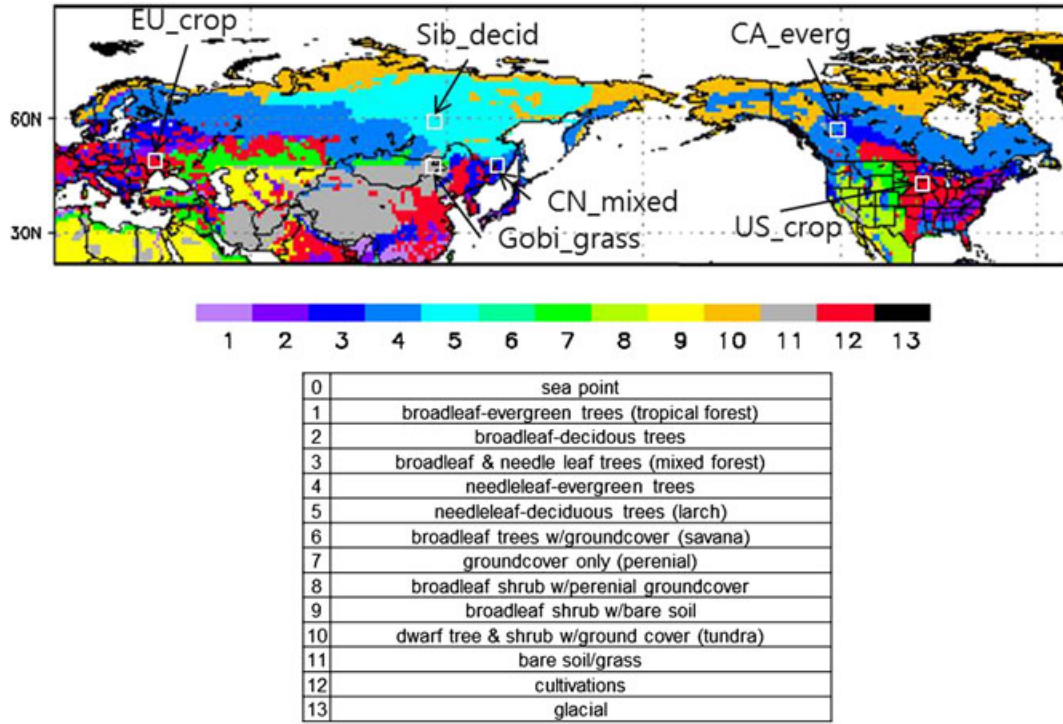 EU_crop
Sib_decid
CA_everg
60N
CN_mixed
US_crop
30N
Gobi_grass
1 2 3 4 5 6 7 8 9 10 11 12 13
0 sea point
1 broadleaf-evergreen trees (tropical forest)
2 broadleaf-decidous trees
3 broadleaf & needle leaf trees (mixed forest)
4 needleleaf-evergreen trees
5 needleleaf-deciduous trees (larch)
6 broadleaf trees w/groundcover (savana)
7 groundcover only (perenial)
8 broadleaf shrub w/perenial groundcover
9 broadleaf shrub w/bare soil
10 dwarf tree & shrub w/ground cover (tundra)
11 bare soil/grass
12 cultivations
13 glacial